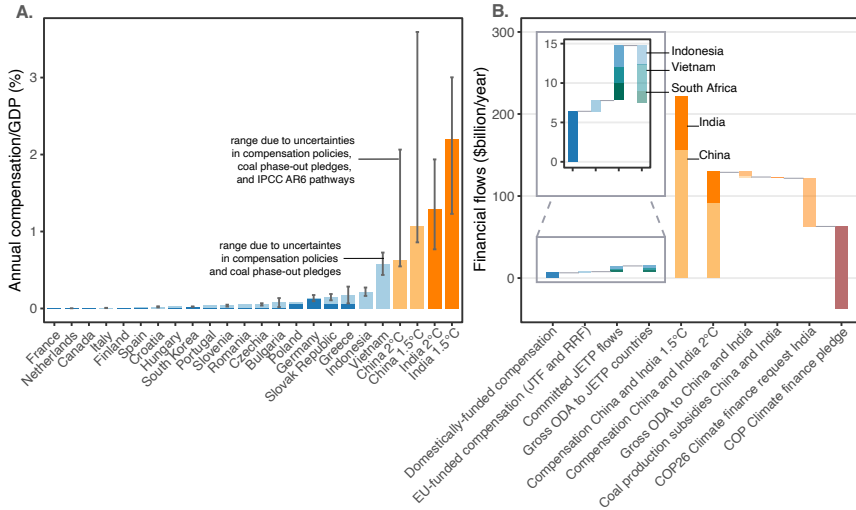 A.
Annual compensation/GDP (%)
3
2
1
0
range due to uncertainties
in compensation policies,
coal phase-out pledges,
and IPCC AR6 pathways
range due to uncertaintes
in compensation policies
and coal phase-out pledges
France
Netherlands
Canada
Italy
Finland
Spain
Croatia
Hungary
South Korea
Portugal
Slovenia
Romania
Czechia
Bulgaria
Poland
Germany
Slovak Republic
Greece
Indonesia
Vietnam
China 2°C
China 1.5°C
India 2°C
India 1.5°C
B.
Financial flows ($billion/year)
300
200
100
0
15
10
5
0
Indonesia
Vietnam
South Africa
India
China
Domestically-funded compensation
EU-funded compensation (JTF and RRF)
Committed JETP flows
Gross ODA to JETP countries
Compensation China and India 1.5°C
Compensation China and India 2°C
Gross ODA to China and India
Coal production subsidies China and India
COP26 Climate finance request India
COP Climate finance pledge